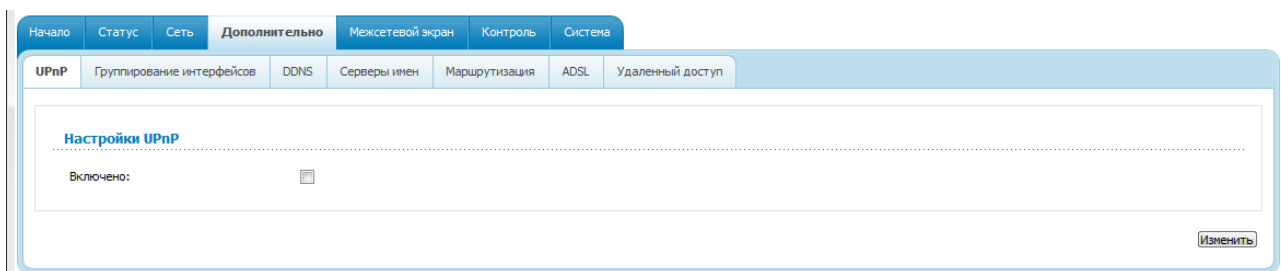 Начало Статус Сеть Дополнительно Межсетевой экран Контроль Система
UPnP Группирование интерфейсов DDNS Серверы имен Маршрутизация ADSL Удаленный доступ
Настройки UPnP
Включено:
Изменить